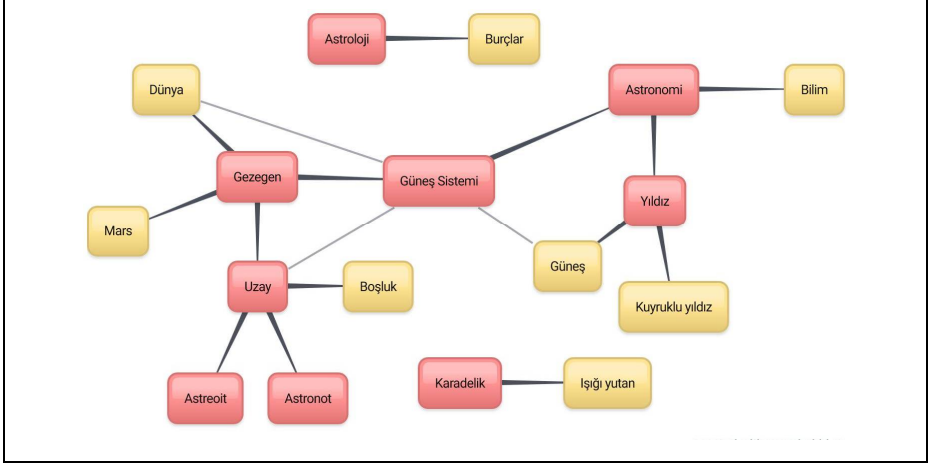 Astroloji
Burçlar
Dünya
Astronomi
Bilim
Gezegen
Güneş Sistemi
Yıldız
Mars
Güneş
Uzay
Boşluk
Kuyruklu yıldız
Karadelik
Işığı yutan
Astreoit
Astronot